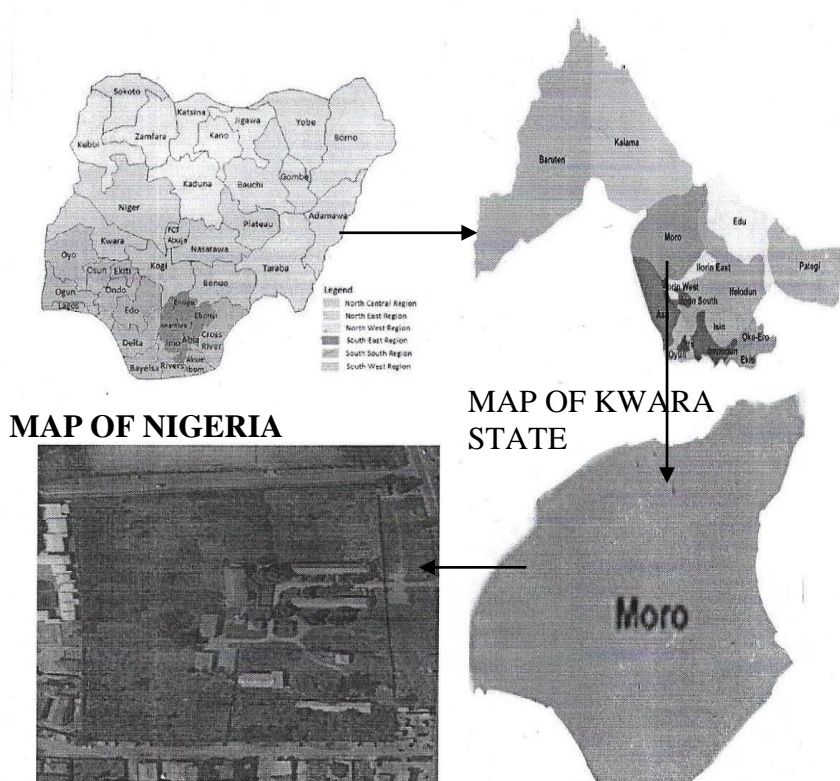 Sokoto
Katsina
Jigawa
Yobe
Borno
Zamfara
Kano
Kebbi
Kaduna
Bauchi
Gombe
Adamawa
Niger
Plateau
FCT
Abuja
Kwara
Nasarawa
Taraba
Oyo
Kogi
Benue
Osun
Ekiti
Ogun
Ondo
Lagos
Edo
Enugu
Ebonyi
Anambra
Cross
River
Delta
Imo
Abia
Bayelsa
Rivers
Akwa
Ibom
Legend
North Central Region
North East Region
North West Region
South East Region
South South Region
South West Region
MAP OF NIGERIA
Baruten
Kaiama
Edu
Moro
Patagi
Ilorin East
Ilorin South
Ifelodun
Isin
Oke-Ero
Ekiti
MAP OF KWARA
STATE
Moro